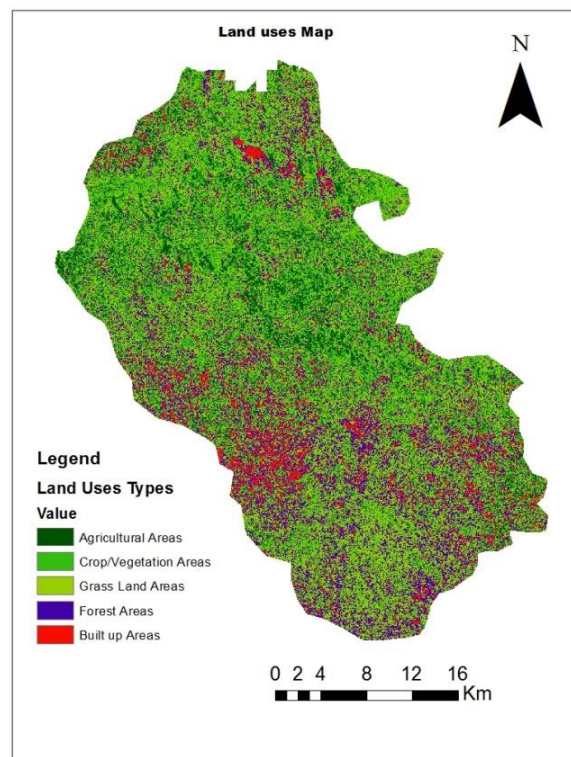 Land uses Map
N
Legend
Land Uses Types
Value
Agricultural Areas
Crop/Vegetation Areas
Grass Land Areas
Forest Areas
Built up Areas
0 2 4 8 12 16
Km